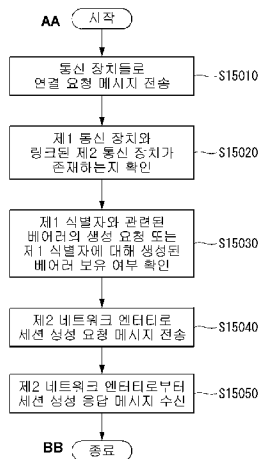 AA 시작
통신 장치들로
연결 요청 메시지 전송
S15010
제1 통신 장치와
링크된 제2 통신 장치가
존재하는지 확인
S15020
제1 식별자와 관련된
베어러의 생성 요청 또는
제1 식별자에 대해 생성된
베어러 보유 여부 확인
S15030
제2 네트워크 엔터티로
세션 생성 요청 메시지 전송
S15040
제2 네트워크 엔터티로부터
세션 생성 응답 메시지 수신
S15050
BB 종료